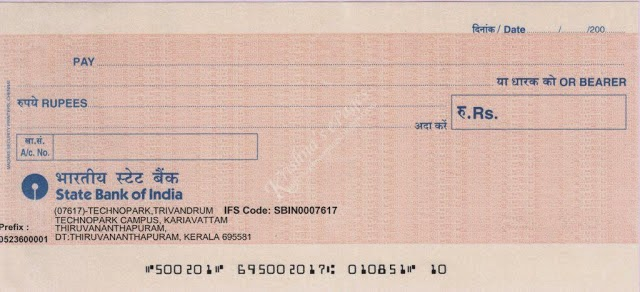 दिनांक / Date / /200
PAY
या धारक को OR BEARER
रुपये RUPEES
अदा करें रु.Rs.
खा.सं.
A/c. No.
भारतीय स्टेट बैंक
State Bank of India
(07617)-TECHNOPARK,TRIVANDRUM IFS Code: SBIN0007617
TECHNOPARK CAMPUS, KARIAVATTAM
Prefix : THIRUVANANTHAPURAM,
0523600001 DT:THIRUVANANTHAPURAM, KERALA 695581
⑈500201⑈ 695002017⑆ 010851⑈ 10